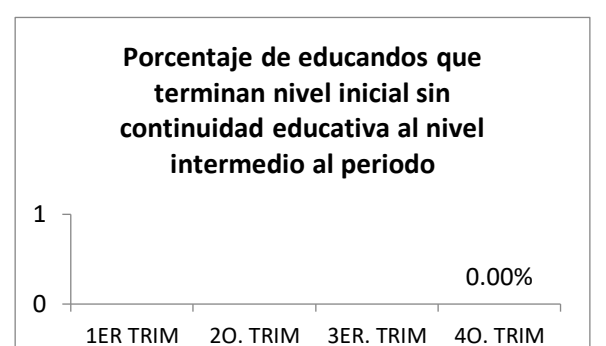 Porcentaje de educandos que
terminan nivel inicial sin
continuidad educativa al nivel
intermedio al periodo
1
0.00%
0
1ER TRIM 2O. TRIM 3ER. TRIM 4O. TRIM